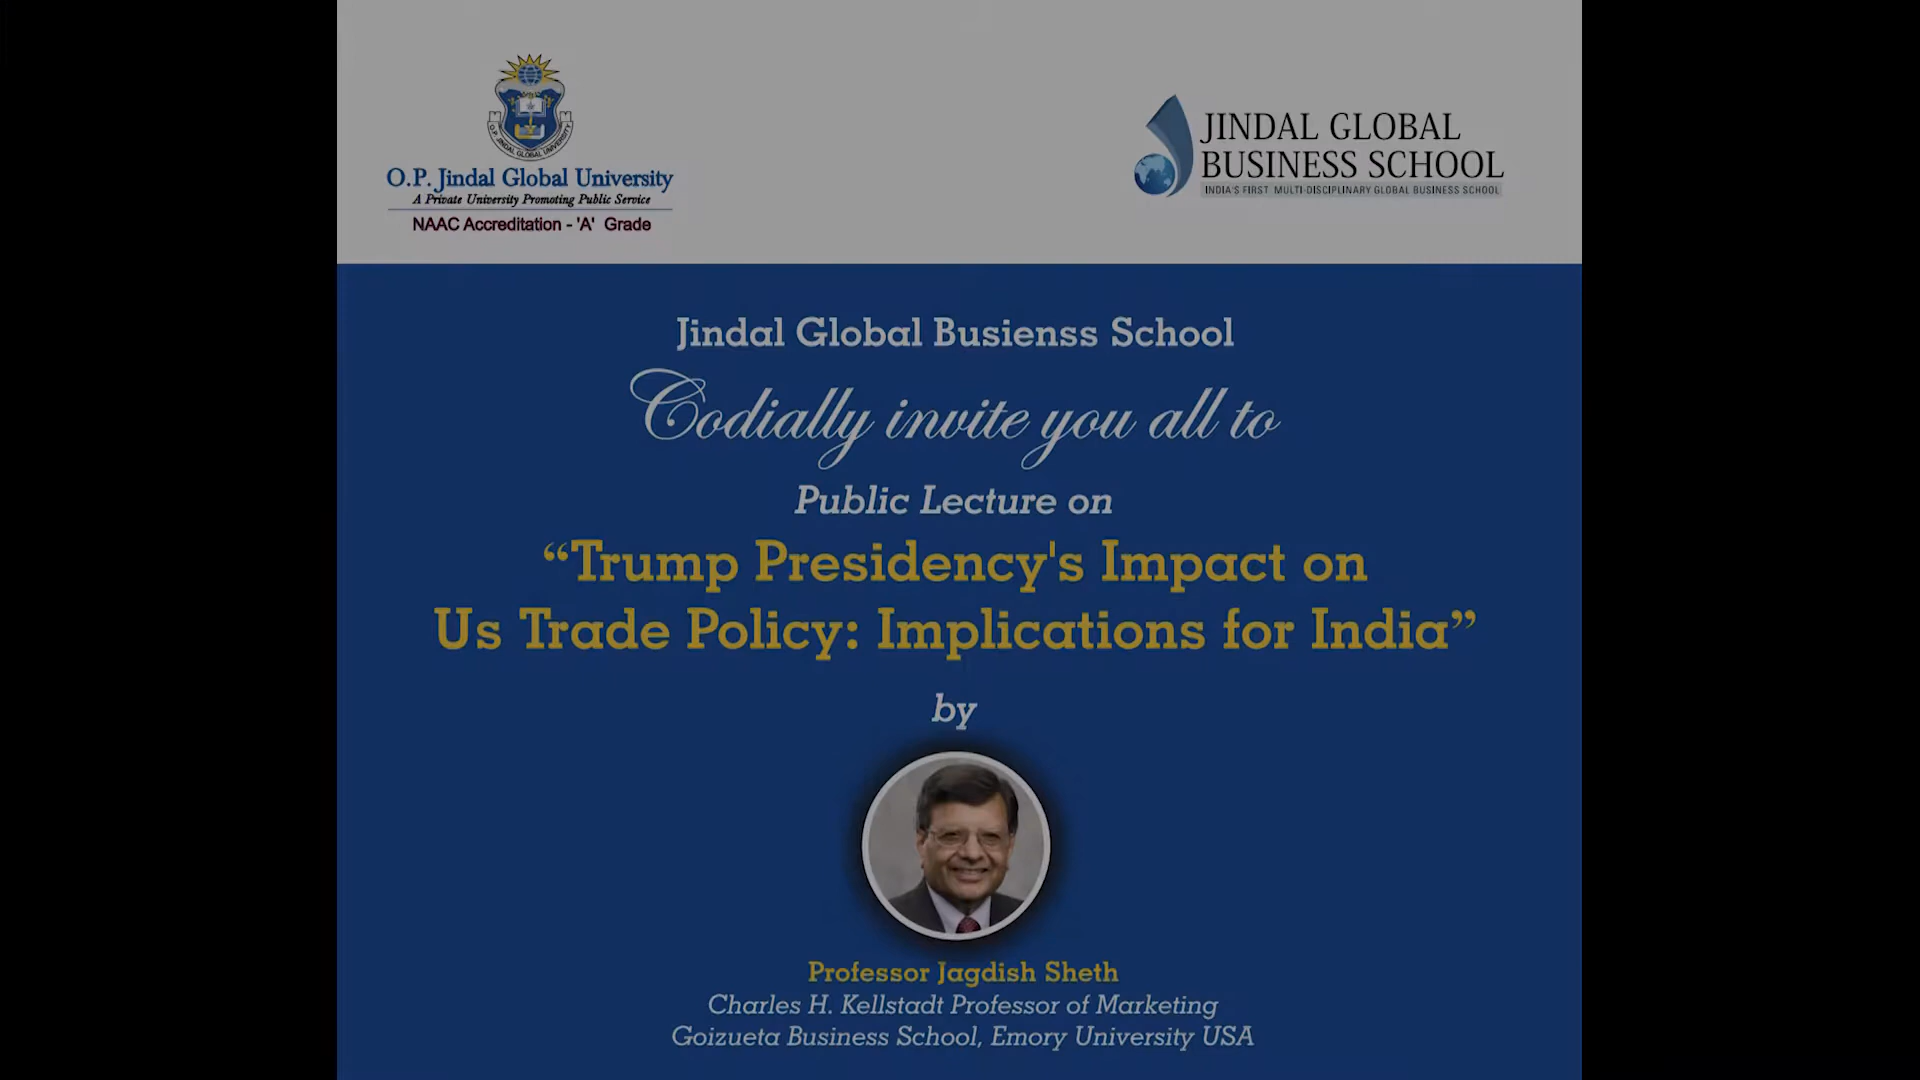 O.P. JINDAL GLOBAL UNIVERSITY
O.P. Jindal Global University
A Private University Promoting Public Service
NAAC Accreditation - 'A' Grade
JINDAL GLOBAL
BUSINESS SCHOOL
INDIA'S FIRST MULTI-DISCIPLINARY GLOBAL BUSINESS SCHOOL
Jindal Global Busienss School
Codially invite you all to
Public Lecture on
“Trump Presidency's Impact on
Us Trade Policy: Implications for India”
by
Professor Jagdish Sheth
Charles H. Kellstadt Professor of Marketing
Goizueta Business School, Emory University USA